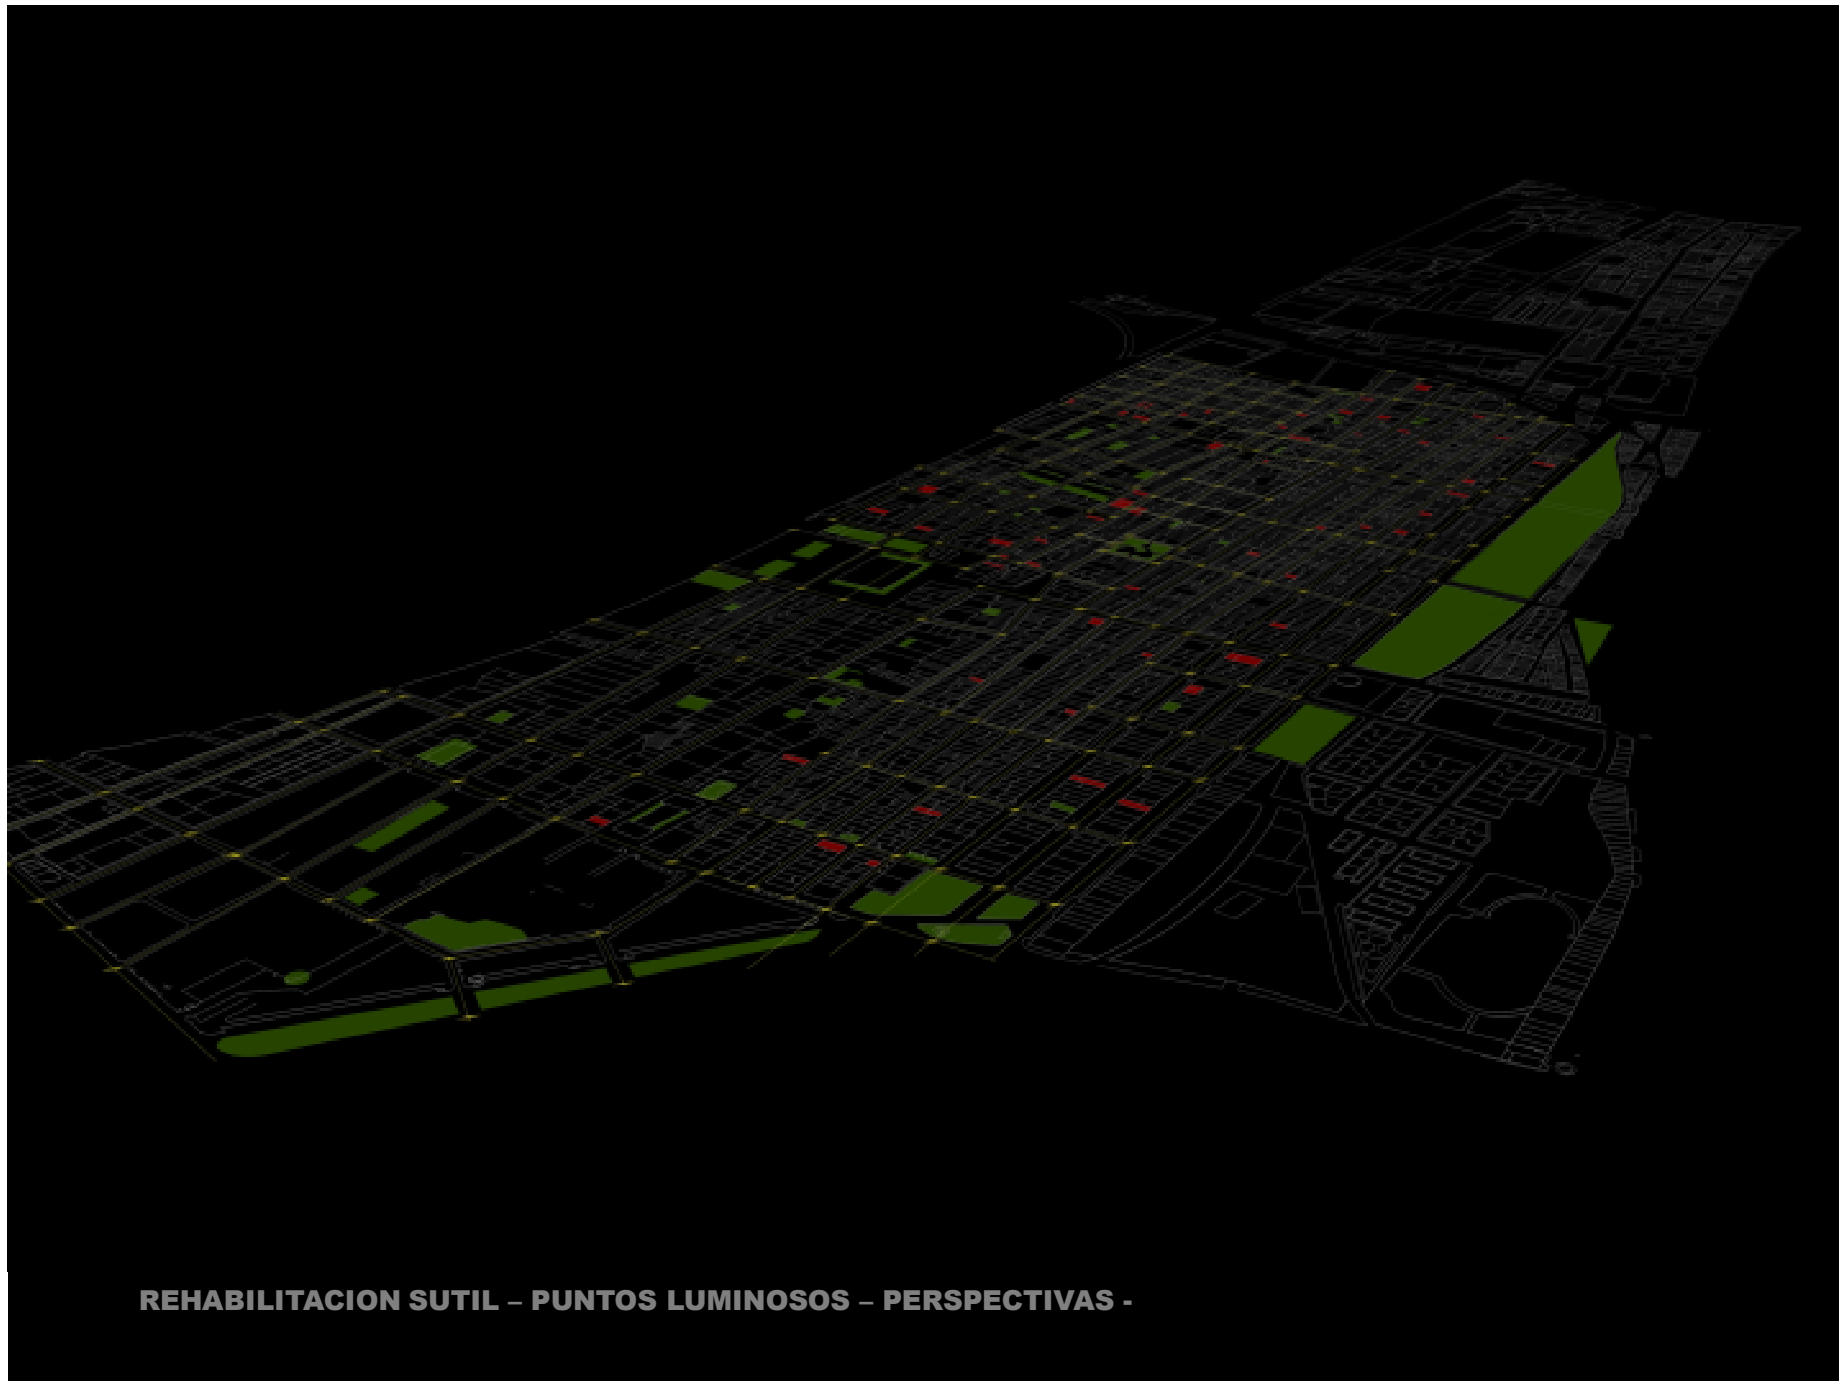 REHABILITACION SUTIL – PUNTOS LUMINOSOS – PERSPECTIVAS -